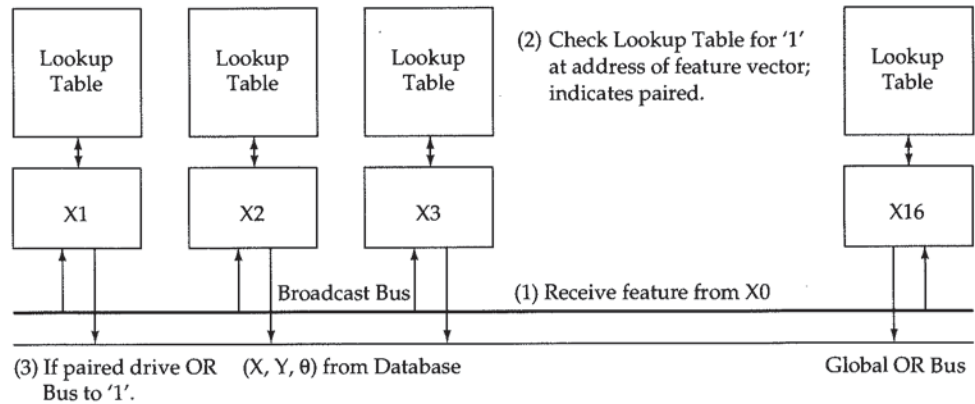 Lookup
Table
Lookup
Table
Lookup
Table
(2) Check Lookup Table for ‘1’
at address of feature vector;
indicates paired.
Lookup
Table
X1
X2
X3
X16
Broadcast Bus
(1) Receive feature from X0
(3) If paired drive OR
Bus to ‘1’.
(X, Y, θ) from Database
Global OR Bus